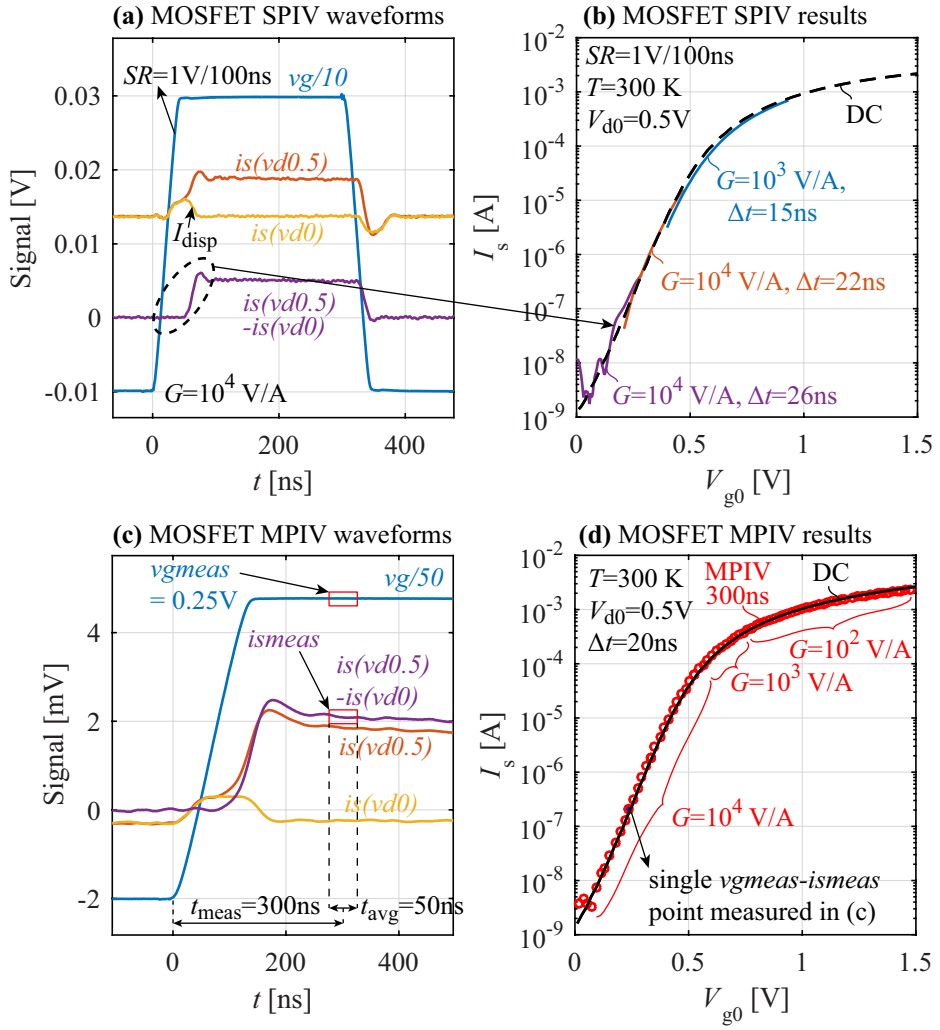 (a) MOSFET SPIV waveforms
SR=1V/100ns
vg/10
is(vd0.5)
is(vd0)
I_disp
is(vd0.5)
-is(vd0)
G=10^4 V/A
0.03
0.02
0.01
0
-0.01
Signal [V]
0
200
400
t [ns]
(b) MOSFET SPIV results
SR=1V/100ns
T=300 K
V_d0=0.5V
DC
G=10^3 V/A,
Δt=15ns
G=10^4 V/A, Δt=22ns
G=10^4 V/A, Δt=26ns
10^-2
10^-3
10^-4
10^-5
10^-6
10^-7
10^-8
10^-9
I_s [A]
0
0.5
1
1.5
V_g0 [V]
(c) MOSFET MPIV waveforms
vgmeas
= 0.25V
vg/50
ismeas
is(vd0.5)
-is(vd0)
is(vd0.5)
is(vd0)
t_meas=300ns
t_avg=50ns
4
2
0
-2
Signal [mV]
0
200
400
t [ns]
(d) MOSFET MPIV results
T=300 K
V_d0=0.5V
Δt=20ns
MPIV
300ns
DC
G=10^2 V/A
G=10^3 V/A
G=10^4 V/A
single vgmeas-ismeas
point measured in (c)
10^-2
10^-3
10^-4
10^-5
10^-6
10^-7
10^-8
10^-9
I_s [A]
0
0.5
1
1.5
V_g0 [V]